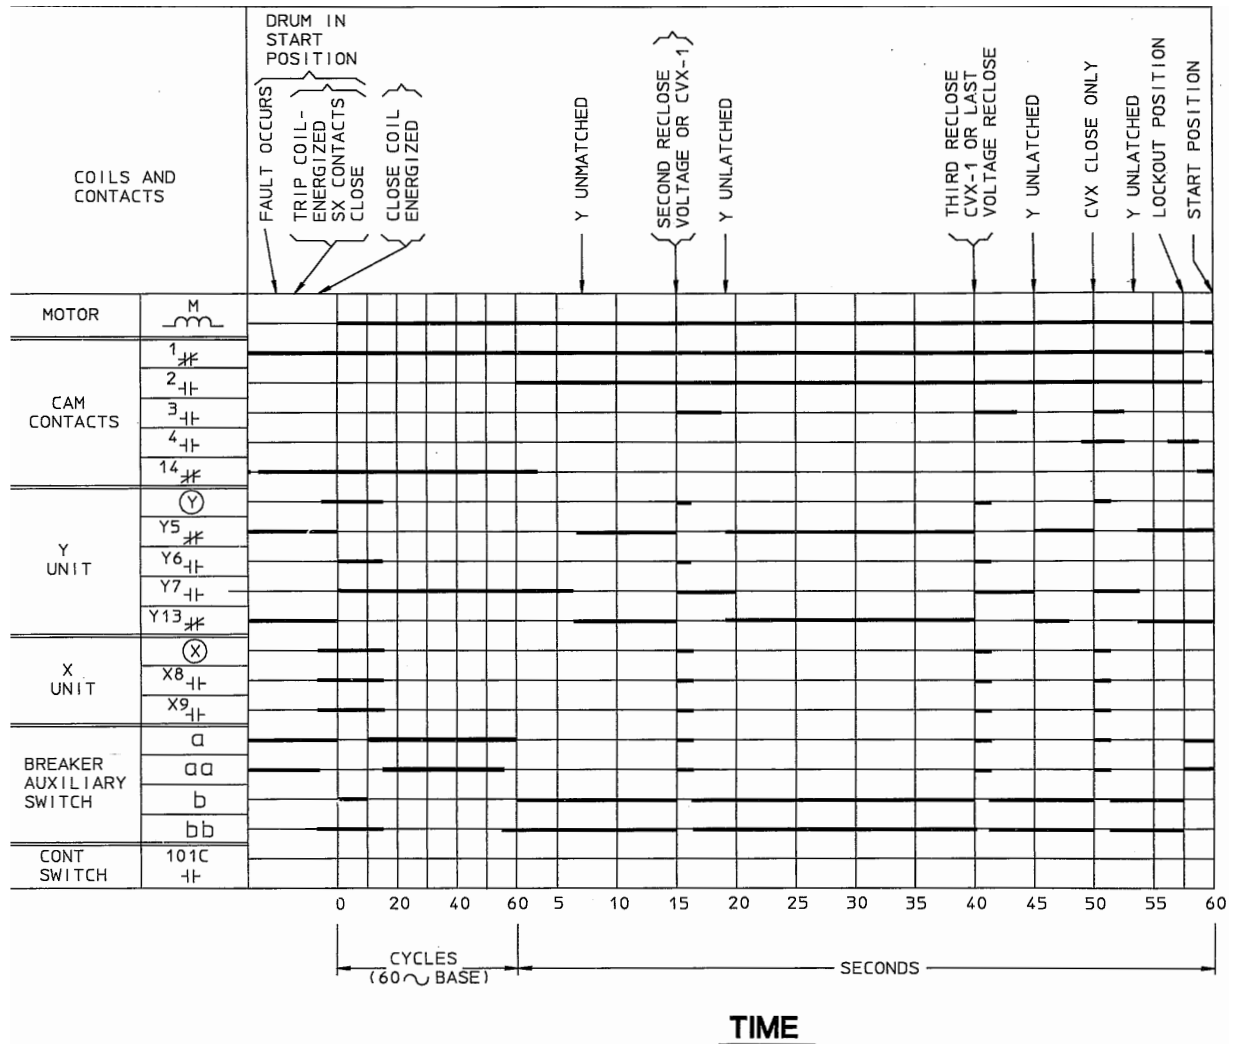 DRUM IN
START
POSITION
COILS AND
CONTACTS
FAULT OCCURS
TRIP COIL-
ENERGIZED
SX CONTACTS
CLOSE
CLOSE COIL
ENERGIZED
Y UNMATCHED
SECOND RECLOSE
VOLTAGE OR CVX-1
Y UNLATCHED
THIRD RECLOSE
CVX-1 OR LAST
VOLTAGE RECLOSE
Y UNLATCHED
CVX CLOSE ONLY
Y UNLATCHED
LOCKOUT POSITION
START POSITION
MOTOR
M
CAM
CONTACTS
1
2
3
4
14
Y
UNIT
Y
Y5
Y6
Y7
Y13
X
UNIT
X
X8
X9
BREAKER
AUXILIARY
SWITCH
a
aa
b
bb
CONT
SWITCH
101C
0 20 40 60 5 10 15 20 25 30 35 40 45 50 55 60
CYCLES
(60~ BASE)
SECONDS
TIME